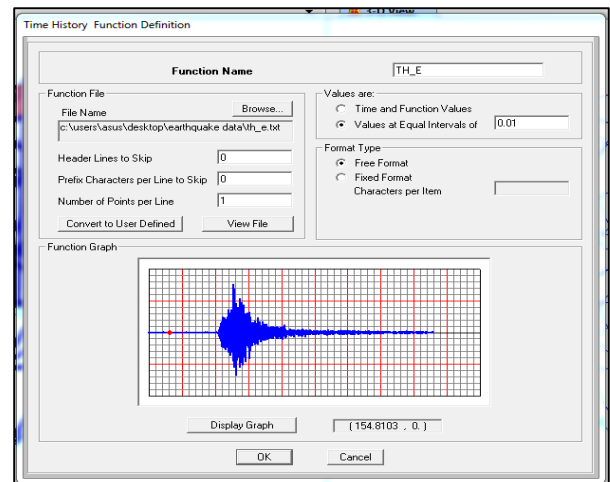 3-D View
Time History Function Definition
Function Name
TH_E
Function File
File Name
Browse...
c:\users\asus\desktop\earthquake data\th_e.txt
Header Lines to Skip
0
Prefix Characters per Line to Skip
0
Number of Points per Line
1
Convert to User Defined
View File
Values are:
Time and Function Values
Values at Equal Intervals of
0.01
Format Type
Free Format
Fixed Format
Characters per Item
Function Graph
Display Graph
(154.8103 , 0. )
OK
Cancel